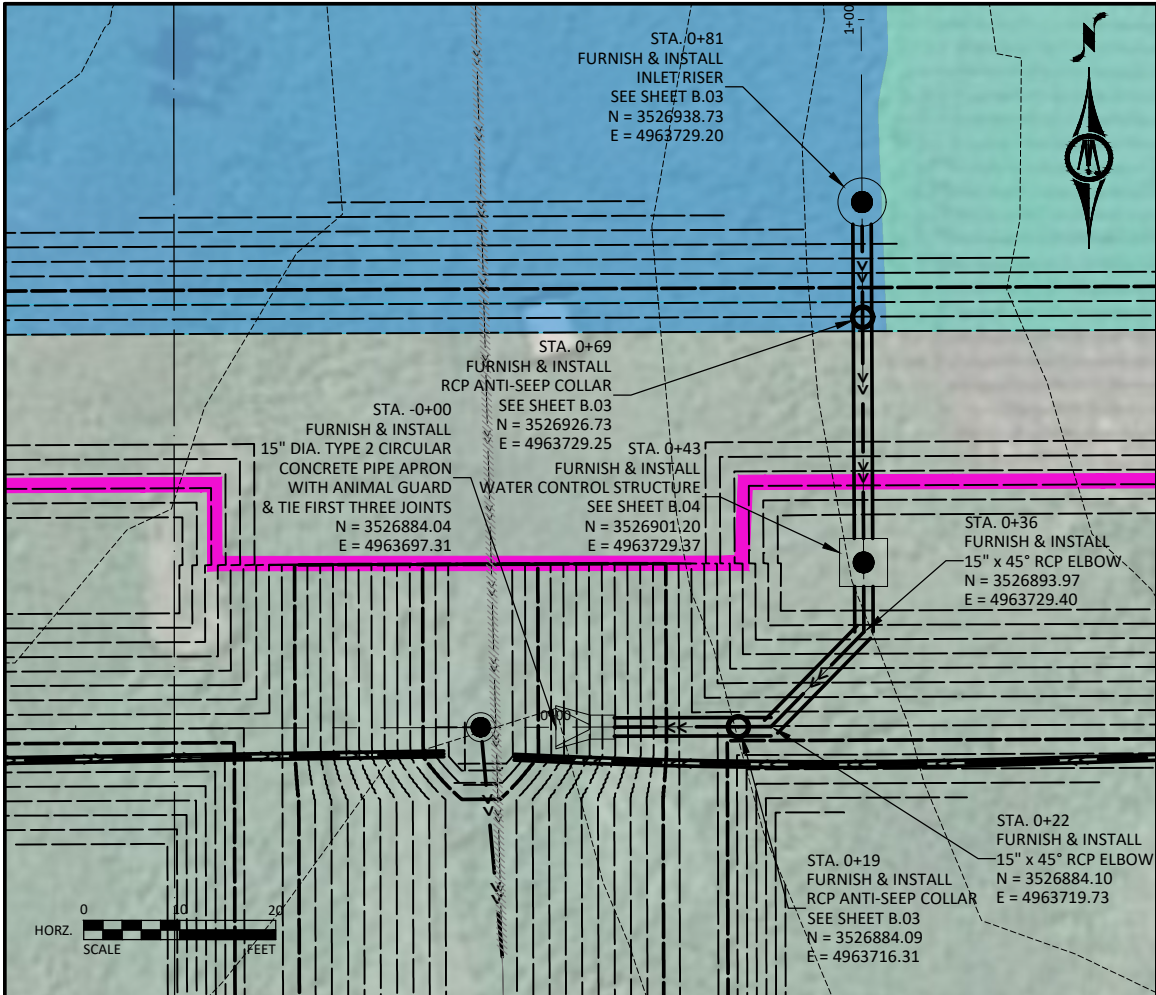 1+00
N
STA. 0+81
FURNISH & INSTALL
INLET RISER
SEE SHEET B.03
N = 3526938.73
E = 4963729.20
STA. 0+69
FURNISH & INSTALL
RCP ANTI-SEEP COLLAR
SEE SHEET B.03
N = 3526926.73
E = 4963729.25
STA. -0+00
FURNISH & INSTALL
15" DIA. TYPE 2 CIRCULAR
CONCRETE PIPE APRON
WITH ANIMAL GUARD
& TIE FIRST THREE JOINTS
N = 3526884.04
E = 4963697.31
STA. 0+43
FURNISH & INSTALL
WATER CONTROL STRUCTURE
SEE SHEET B.04
N = 3526901.20
E = 4963729.37
STA. 0+36
FURNISH & INSTALL
15" x 45° RCP ELBOW
N = 3526893.97
E = 4963729.40
0+00
STA. 0+22
FURNISH & INSTALL
15" x 45° RCP ELBOW
N = 3526884.10
E = 4963719.73
STA. 0+19
FURNISH & INSTALL
RCP ANTI-SEEP COLLAR
SEE SHEET B.03
N = 3526884.09
E = 4963716.31
0 10 20
HORZ.
SCALE FEET